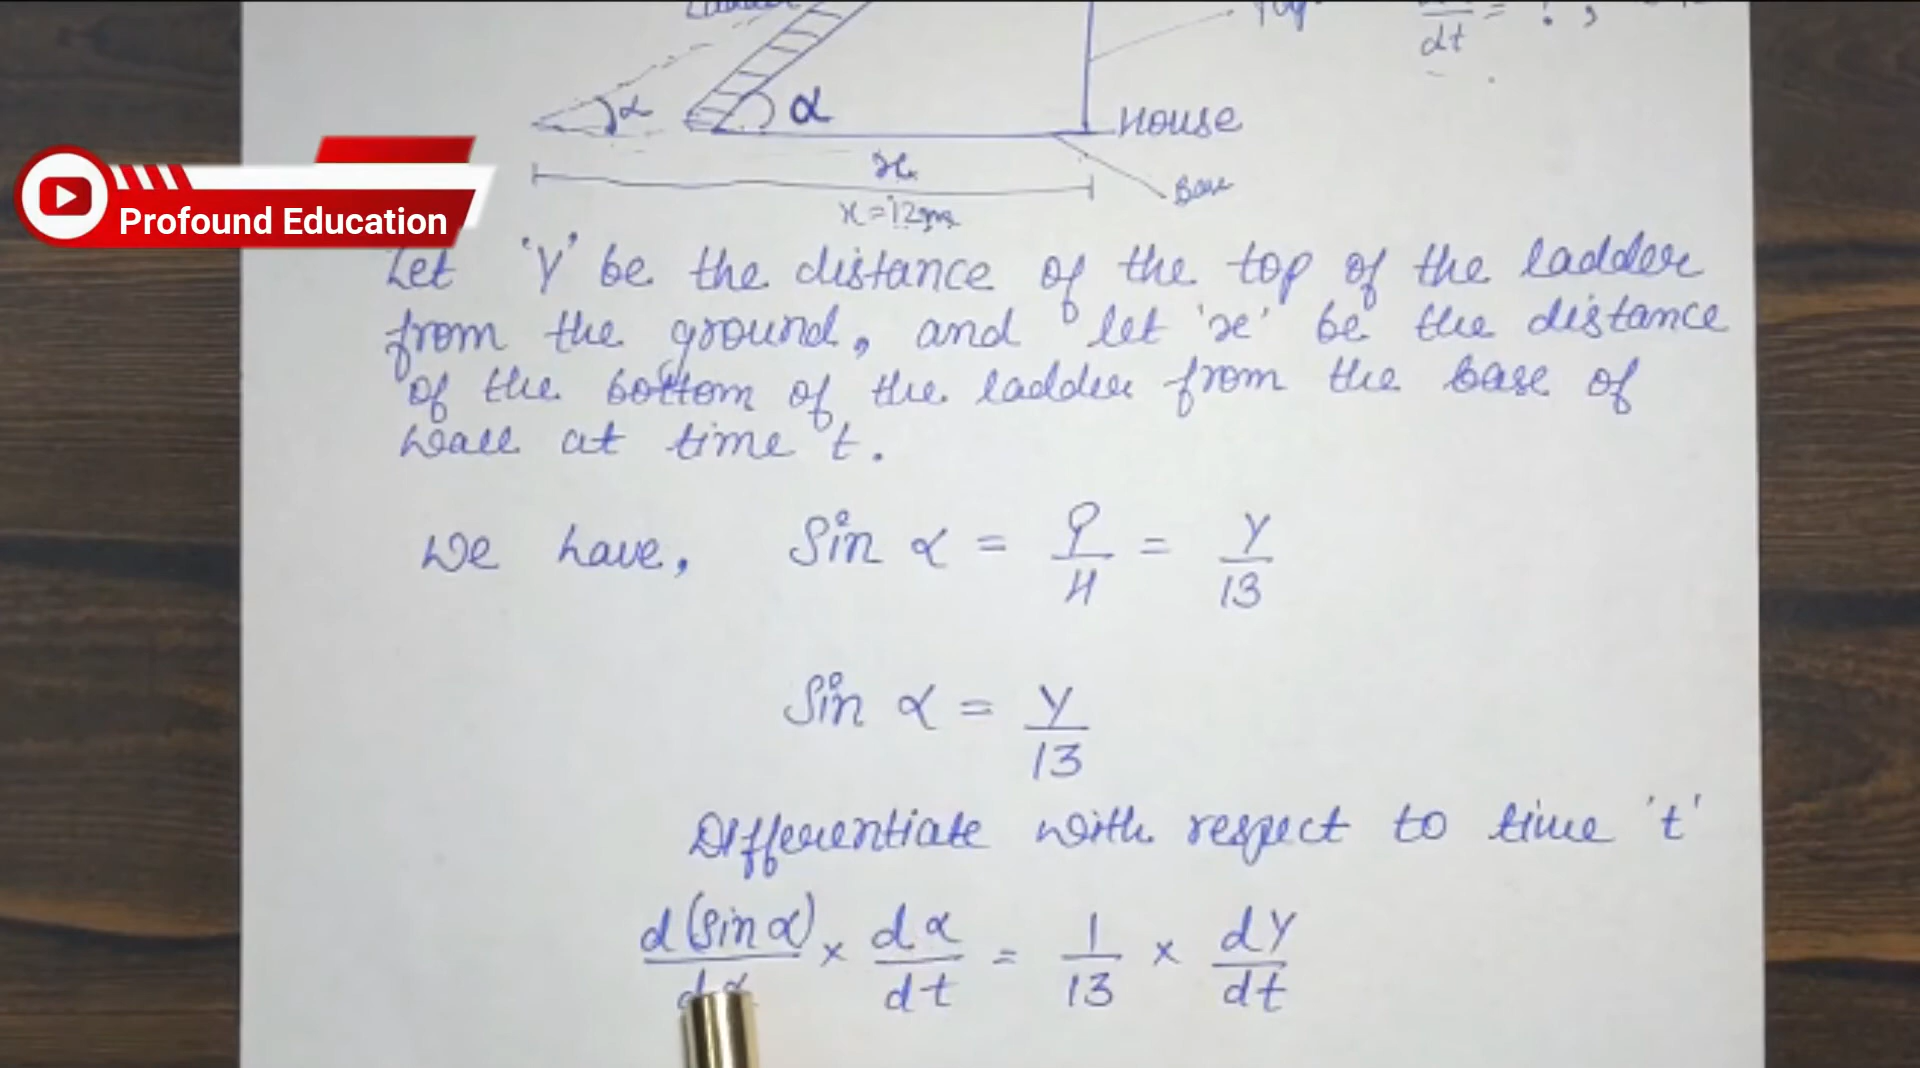 α
α
House
x
Base
x = 12m
Profound Education
Let 'y' be the distance of the top of the ladder
from the ground, and let 'x' be the distance
of the bottom of the ladder from the base of
wall at time t.
We have, Sin α = P/H = y/13
Sin α = y/13
Differentiate with respect to time 't'
d(Sin α)/dα × dα/dt = 1/13 × dy/dt